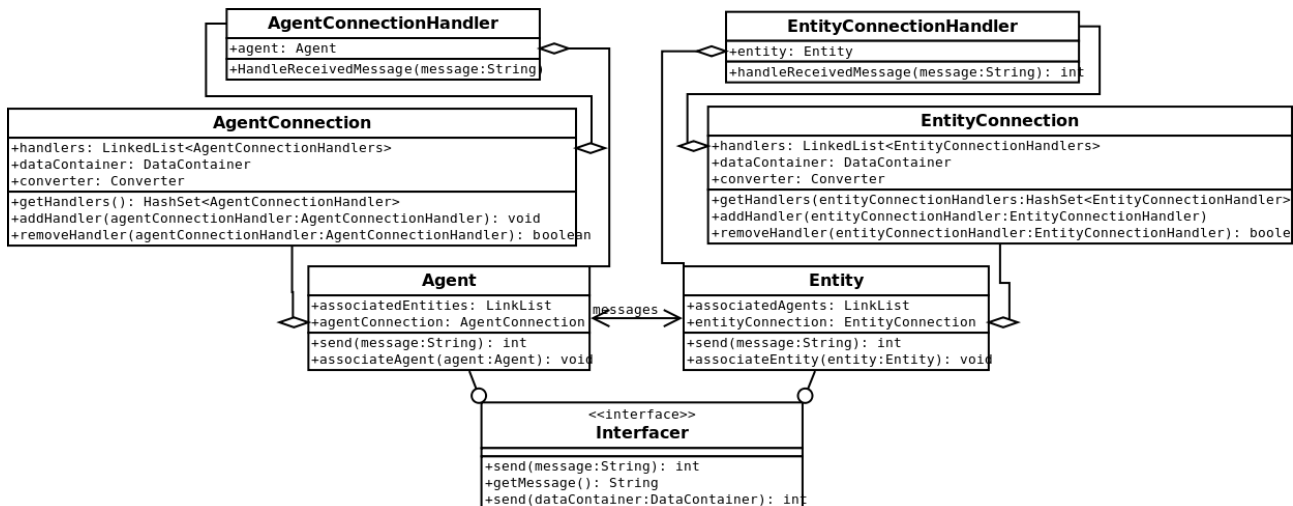 AgentConnectionHandler
+agent: Agent
+HandleReceivedMessage(message:String)
EntityConnectionHandler
+entity: Entity
+handleReceivedMessage(message:String): int
AgentConnection
+handlers: LinkedList<AgentConnectionHandlers>
+dataContainer: DataContainer
+converter: Converter
+getHandlers(): HashSet<AgentConnectionHandler>
+addHandler(agentConnectionHandler:AgentConnectionHandler): void
+removeHandler(agentConnectionHandler:AgentConnectionHandler): boolean
EntityConnection
+handlers: LinkedList<EntityConnectionHandlers>
+dataContainer: DataContainer
+converter: Converter
+getHandlers(entityConnectionHandlers:HashSet<EntityConnectionHandler>
+addHandler(entityConnectionHandler:EntityConnectionHandler)
+removeHandler(entityConnectionHandler:EntityConnectionHandler): boole
Agent
+associatedEntities: LinkList
+agentConnection: AgentConnection
+send(message:String): int
+associateAgent(agent:Agent): void
messages
Entity
+associatedAgents: LinkList
+entityConnection: EntityConnection
+send(message:String): int
+associateEntity(entity:Entity): void
<<interface>>
Interfacer
+send(message:String): int
+getMessage(): String
+send(dataContainer:DataContainer): int